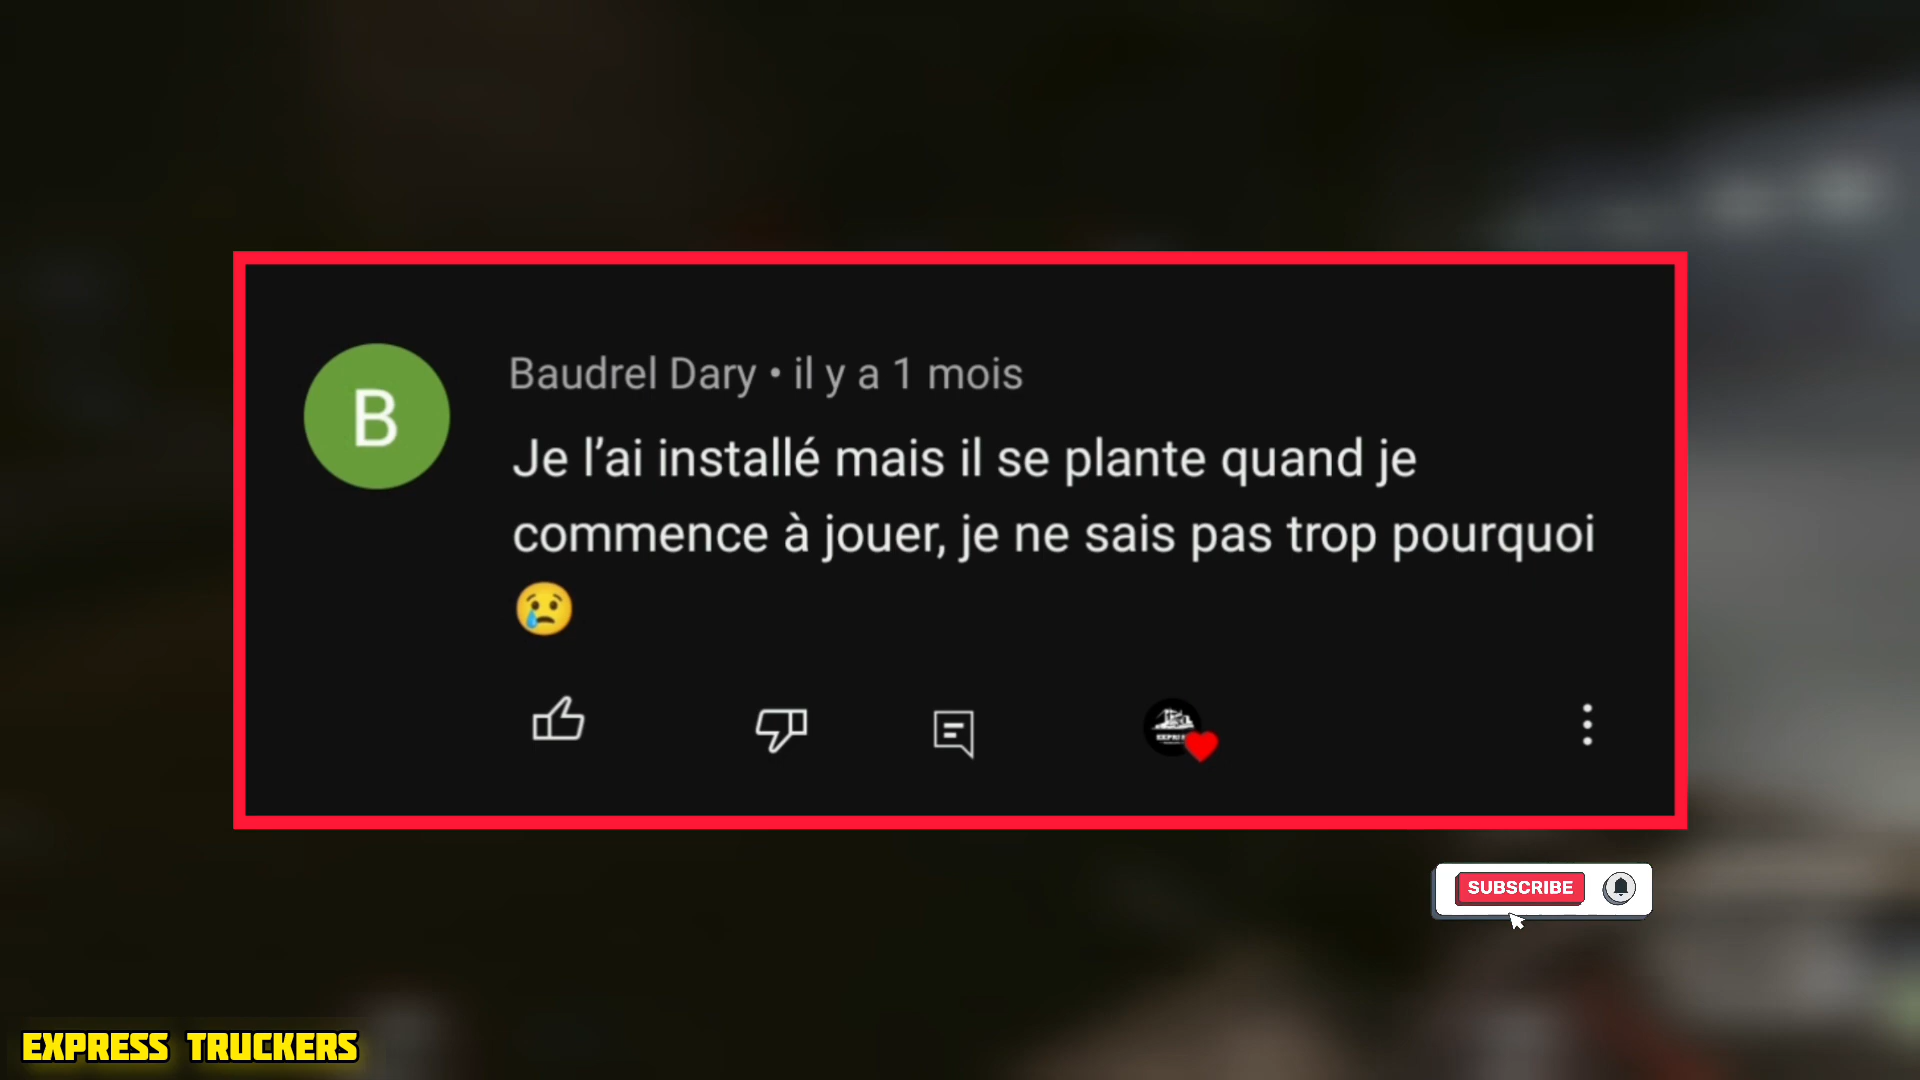 B
Baudrel Dary • il y a 1 mois
Je l’ai installé mais il se plante quand je
commence à jouer, je ne sais pas trop pourquoi
😢
SUBSCRIBE
EXPRESS TRUCKERS